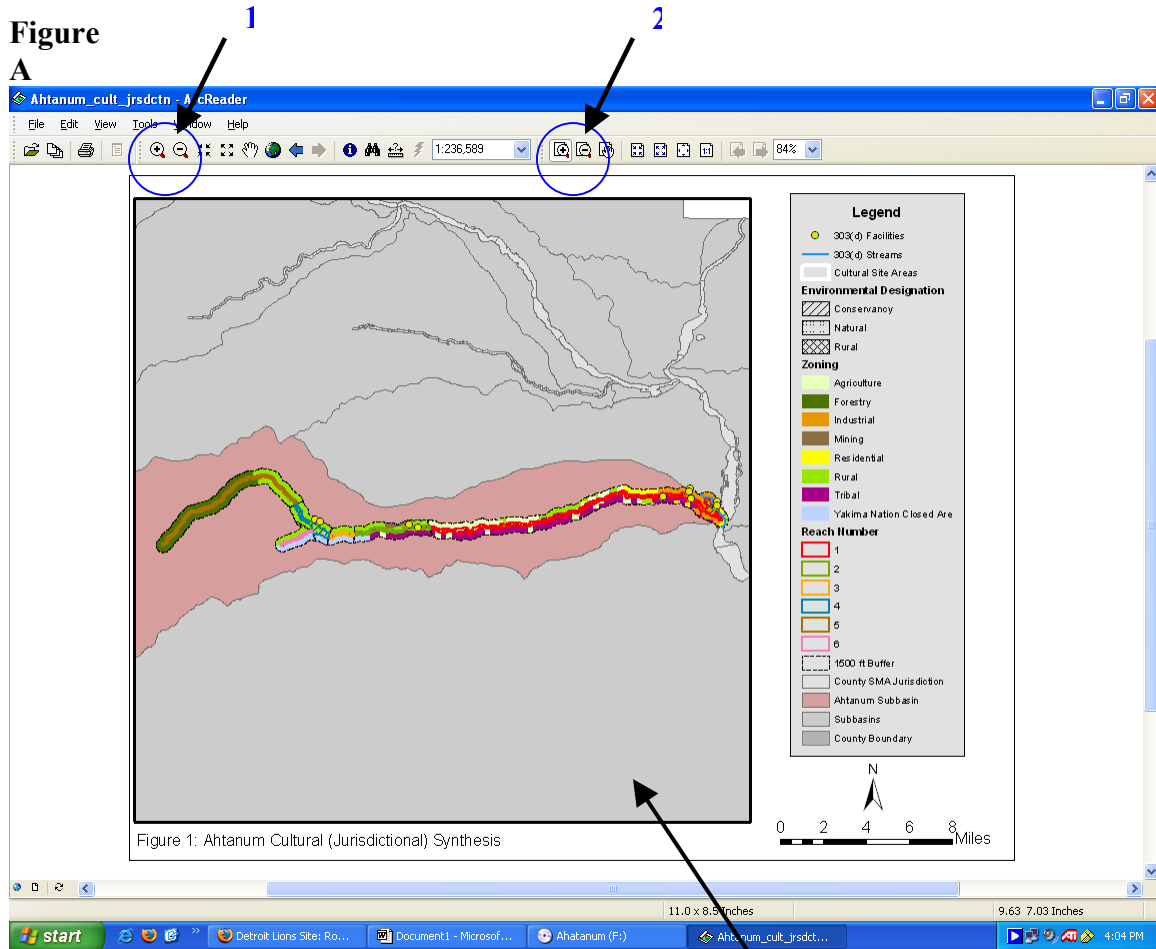 Figure
A
1
2
Ahtanum_cult_jrsdctn - ArcReader
File Edit View Tools Window Help
1:236,589
84%
Legend
303(d) Facilities
303(d) Streams
Cultural Site Areas
Environmental Designation
Conservancy
Natural
Rural
Zoning
Agriculture
Forestry
Industrial
Mining
Residential
Rural
Tribal
Yakima Nation Closed Are
Reach Number
1
2
3
4
5
6
1500 ft Buffer
County SMA Jurisdiction
Ahtanum Subbasin
Subbasins
County Boundary
N
0 2 4 6 8
Miles
Figure 1: Ahtanum Cultural (Jurisdictional) Synthesis
11.0 x 8.5 Inches
9.63 7.03 Inches
start
Detroit Lions Site: Ro...
Document1 - Microsof...
Ahatanum (F:)
Ahtanum_cult_jrsdct...
4:04 PM